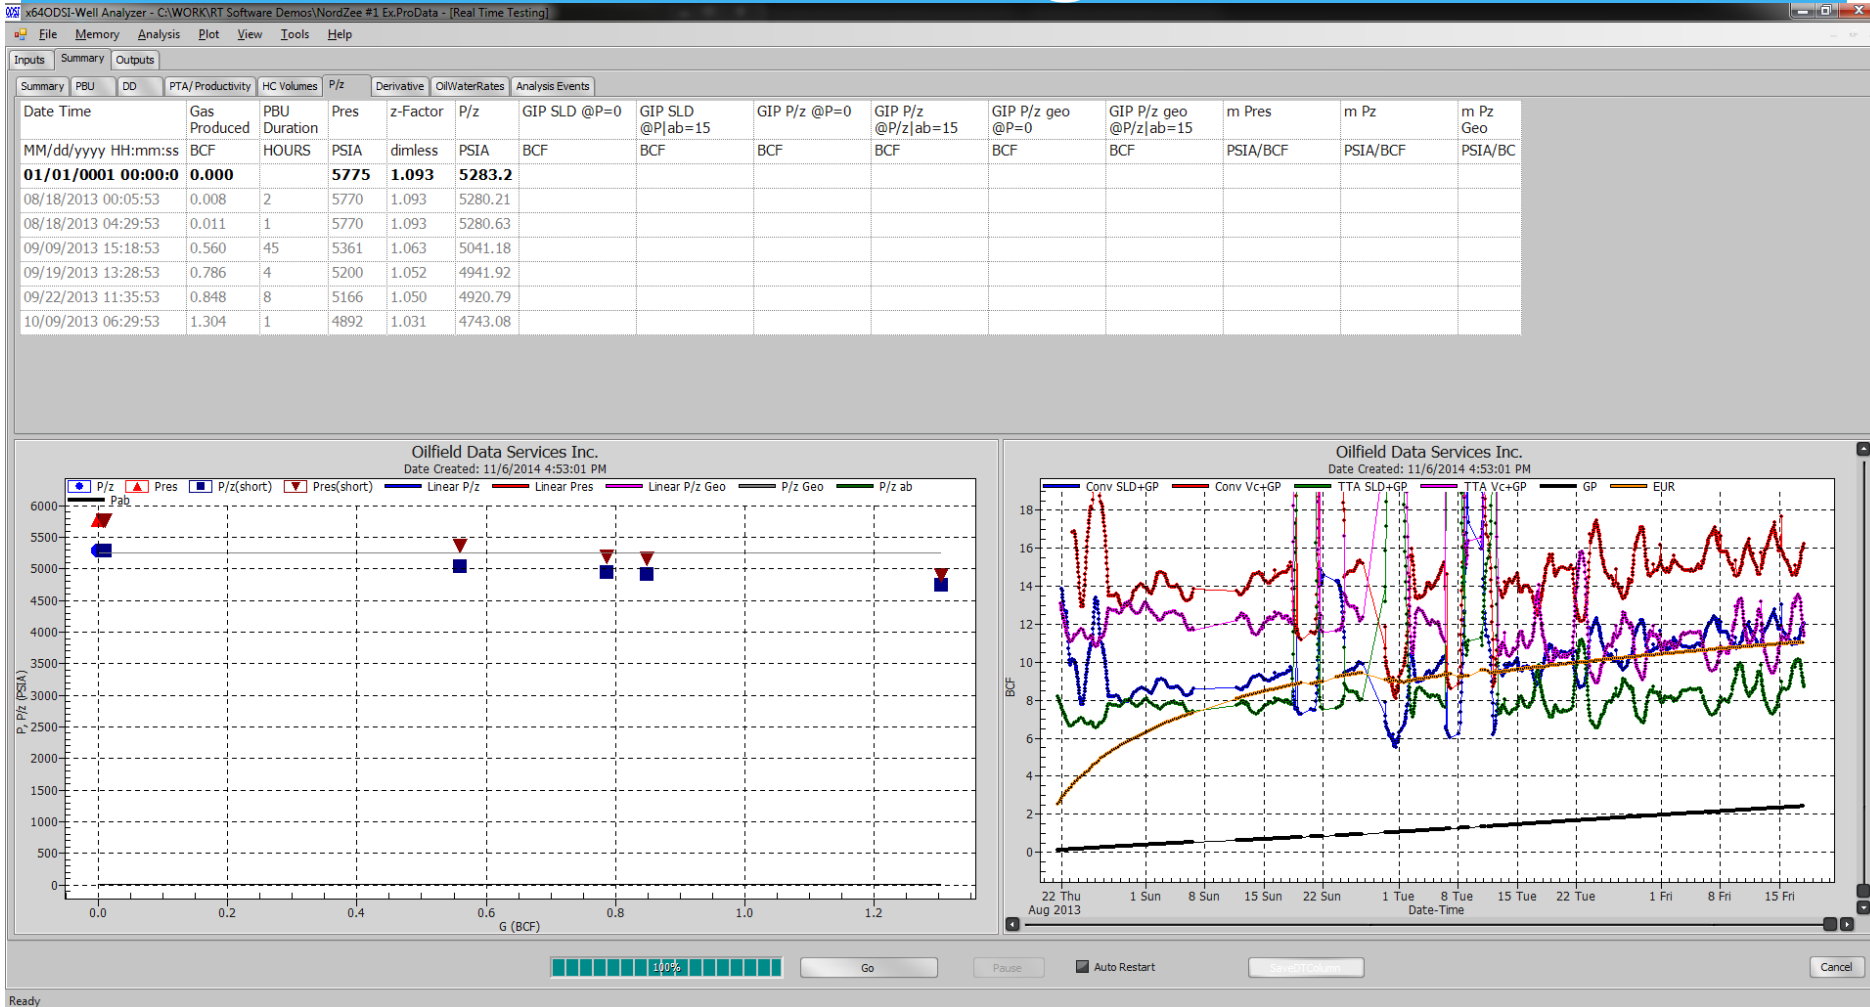 x64ODSI-Well Analyzer - C:\WORK\RT Software Demos\NordZee #1 Ex.ProData - [Real Time Testing]
File Memory Analysis Plot View Tools Help
Inputs Summary Outputs
Summary PBU DD PTA/Productivity HC Volumes P/z Derivative OilWaterRates Analysis Events
Date Time Gas Produced PBU Duration Pres z-Factor P/z GIP SLD @P=0 GIP SLD @P|ab=15 GIP P/z @P=0 GIP P/z @P/z|ab=15 GIP P/z geo @P=0 GIP P/z geo @P/z|ab=15 m Pres m Pz m Pz Geo
MM/dd/yyyy HH:mm:ss BCF HOURS PSIA dimless PSIA BCF BCF BCF BCF BCF BCF PSIA/BCF PSIA/BCF PSIA/BC
01/01/0001 00:00:0 0.000 5775 1.093 5283.2
08/18/2013 00:05:53 0.008 2 5770 1.093 5280.21
08/18/2013 04:29:53 0.011 1 5770 1.093 5280.63
09/09/2013 15:18:53 0.560 45 5361 1.063 5041.18
09/19/2013 13:28:53 0.786 4 5200 1.052 4941.92
09/22/2013 11:35:53 0.848 8 5166 1.050 4920.79
10/09/2013 06:29:53 1.304 1 4892 1.031 4743.08
Oilfield Data Services Inc.
Date Created: 11/6/2014 4:53:01 PM
P/z Pres P/z(short) Pres(short) Linear P/z Linear Pres Linear P/z Geo P/z Geo P/z ab
Pab
6000
5500
5000
4500
4000
3500
3000
2500
2000
1500
1000
500
0
P, P/z (PSIA)
0.0 0.2 0.4 0.6 0.8 1.0 1.2
G (BCF)
Oilfield Data Services Inc.
Date Created: 11/6/2014 4:53:01 PM
Conv SLD+GP Conv Vc+GP TTA SLD+GP TTA Vc+GP GP EUR
18
16
14
12
10
8
6
4
2
0
BCF
22 Thu 1 Sun 8 Sun 15 Sun 22 Sun 1 Tue 8 Tue 15 Tue 22 Tue 1 Fri 8 Fri 15 Fri
Aug 2013
Date-Time
100% Go Pause Auto Restart SaveDTColumn Cancel
Ready